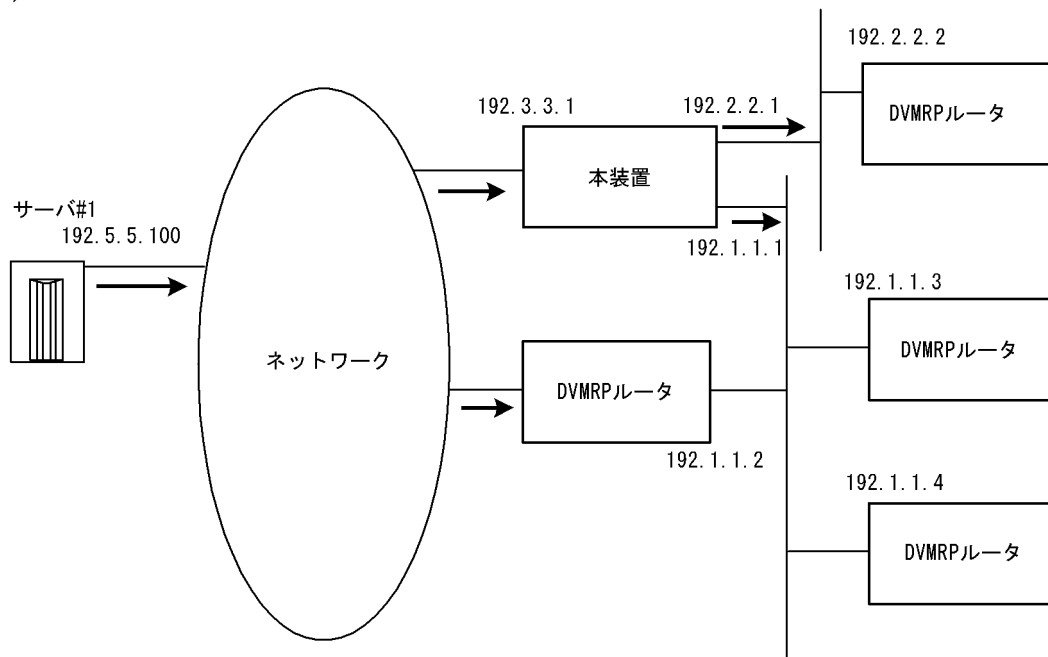 192.2.2.2
DVMRPルータ
192.3.3.1
192.2.2.1
本装置
サーバ#1
192.5.5.100
192.1.1.1
192.1.1.3
DVMRPルータ
ネットワーク
DVMRPルータ
192.1.1.2
192.1.1.4
DVMRPルータ